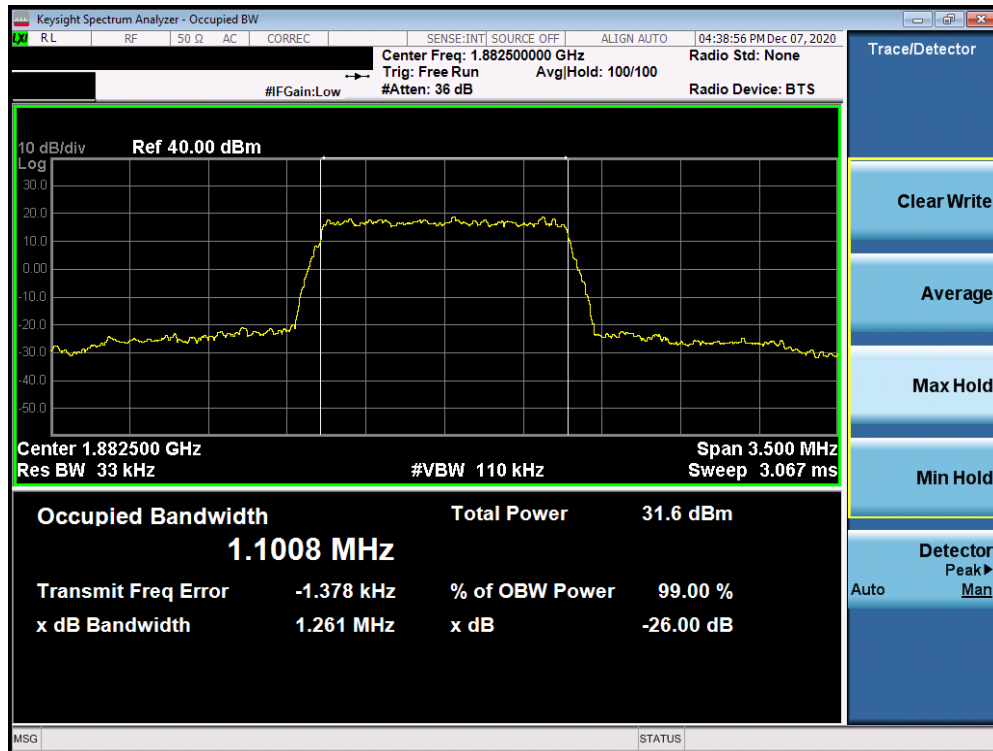 Keysight Spectrum Analyzer - Occupied BW
LXI RL RF 50 Ω AC CORREC SENSE:INT SOURCE OFF ALIGN AUTO 04:38:56 PM Dec 07, 2020
Center Freq: 1.882500000 GHz Radio Std: None
Trig: Free Run Avg|Hold: 100/100
#IFGain:Low #Atten: 36 dB Radio Device: BTS
10 dB/div Ref 40.00 dBm
Log
30.0
20.0
10.0
0.00
-10.0
-20.0
-30.0
-40.0
-50.0
Center 1.882500 GHz Span 3.500 MHz
Res BW 33 kHz #VBW 110 kHz Sweep 3.067 ms
Occupied Bandwidth Total Power 31.6 dBm
1.1008 MHz
Transmit Freq Error -1.378 kHz % of OBW Power 99.00 %
x dB Bandwidth 1.261 MHz x dB -26.00 dB
MSG STATUS
Trace/Detector
Clear Write
Average
Max Hold
Min Hold
Detector
Peak▶
Auto Man